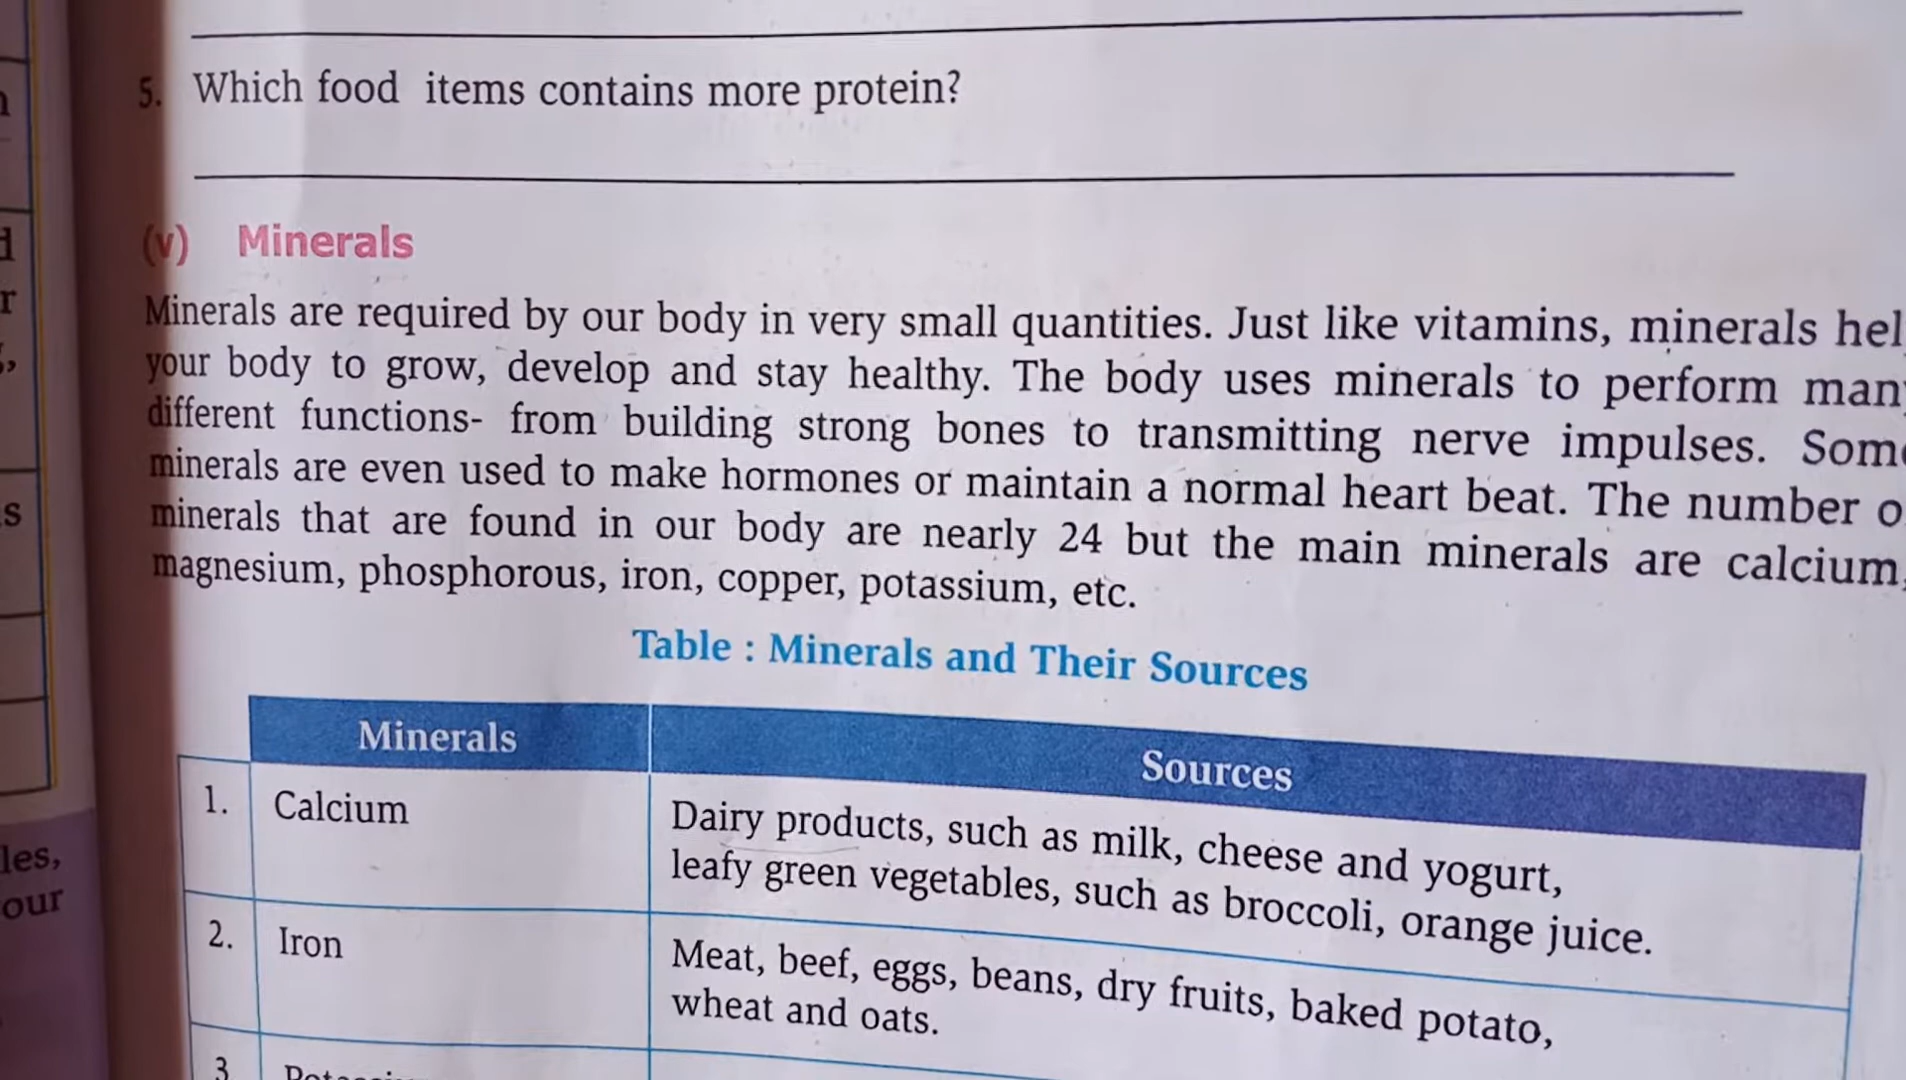 5. Which food items contains more protein?
(v) Minerals
Minerals are required by our body in very small quantities. Just like vitamins, minerals
your body to grow, develop and stay healthy. The body uses minerals to perform
different functions- from building strong bones to transmitting nerve impulses.
minerals are even used to make hormones or maintain a normal heart beat. The number
minerals that are found in our body are nearly 24 but the main minerals are calcium,
magnesium, phosphorous, iron, copper, potassium, etc.
Table : Minerals and Their Sources
Minerals Sources
1. Calcium Dairy products, such as milk, cheese and yogurt,
leafy green vegetables, such as broccoli, orange juice.
2. Iron Meat, beef, eggs, beans, dry fruits, baked potato,
wheat and oats.
3